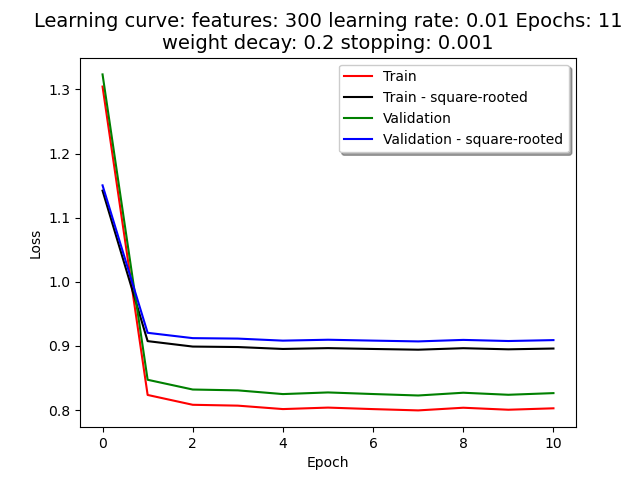 Learning curve: features: 300 learning rate: 0.01 Epochs: 11
weight decay: 0.2 stopping: 0.001
Train
Train - square-rooted
Validation
Validation - square-rooted
1.3
1.2
1.1
1.0
0.9
0.8
Loss
0 2 4 6 8 10
Epoch